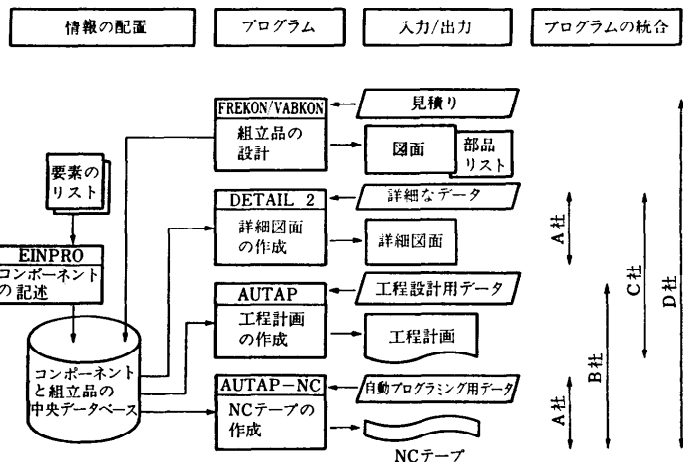 情報の配置
プログラム
入力/出力
プログラムの統合
FREKON/VABKON
組立品の
設計
見積り
図面
部品
リスト
要素の
リスト
DETAIL 2
詳細図面
の作成
詳細なデータ
詳細図面
EINPRO
コンポーネント
の記述
AUTAP
工程計画
の作成
工程設計用データ
工程計画
コンポーネント
と組立品の
中央データベース
AUTAP-NC
NCテープの
作成
自動プログラミング用データ
NCテープ
A社
A社
B社
C社
D社